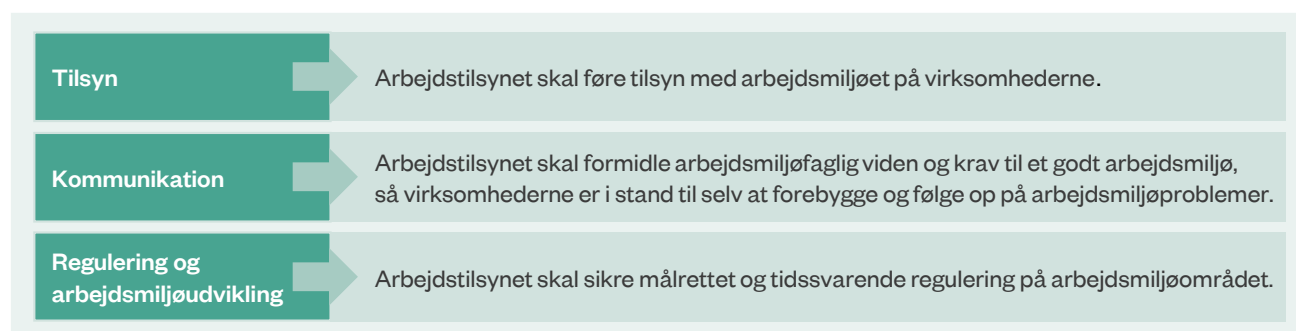 Tilsyn
Arbejdstilsynet skal føre tilsyn med arbejdsmiljøet på virksomhederne.
Kommunikation
Arbejdstilsynet skal formidle arbejdsmiljøfaglig viden og krav til et godt arbejdsmiljø,
så virksomhederne er i stand til selv at forebygge og følge op på arbejdsmiljøproblemer.
Regulering og
arbejdsmiljøudvikling
Arbejdstilsynet skal sikre målrettet og tidssvarende regulering på arbejdsmiljøområdet.